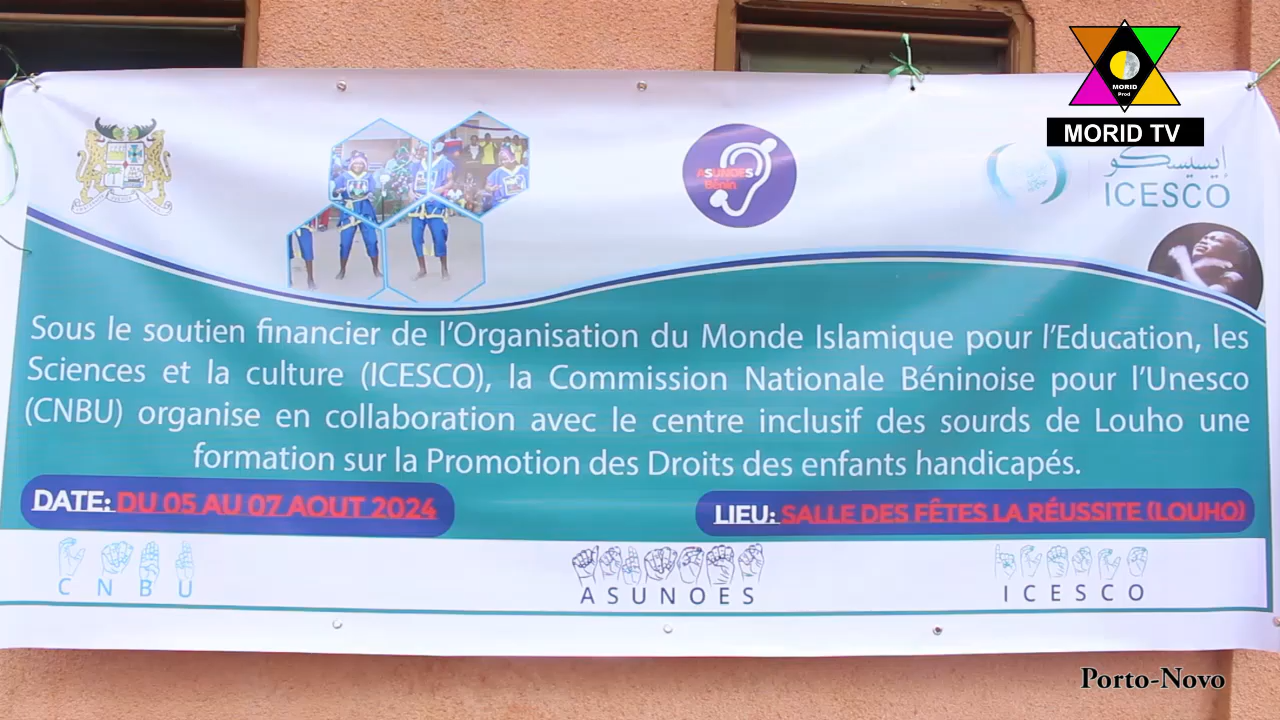 MORID
Prod
MORID TV
ASUNOES
Bénin
إيسيسكو
ICESCO
Sous le soutien financier de l'Organisation du Monde Islamique pour l'Education, les
Sciences et la culture (ICESCO), la Commission Nationale Béninoise pour l'Unesco
(CNBU) organise en collaboration avec le centre inclusif des sourds de Louho une
formation sur la Promotion des Droits des enfants handicapés.
DATE: DU 05 AU 07 AOUT 2024
LIEU: SALLE DES FÊTES LA RÉUSSITE (LOUHO)
C N B U
A S U N O E S
I C E S C O
Porto-Novo